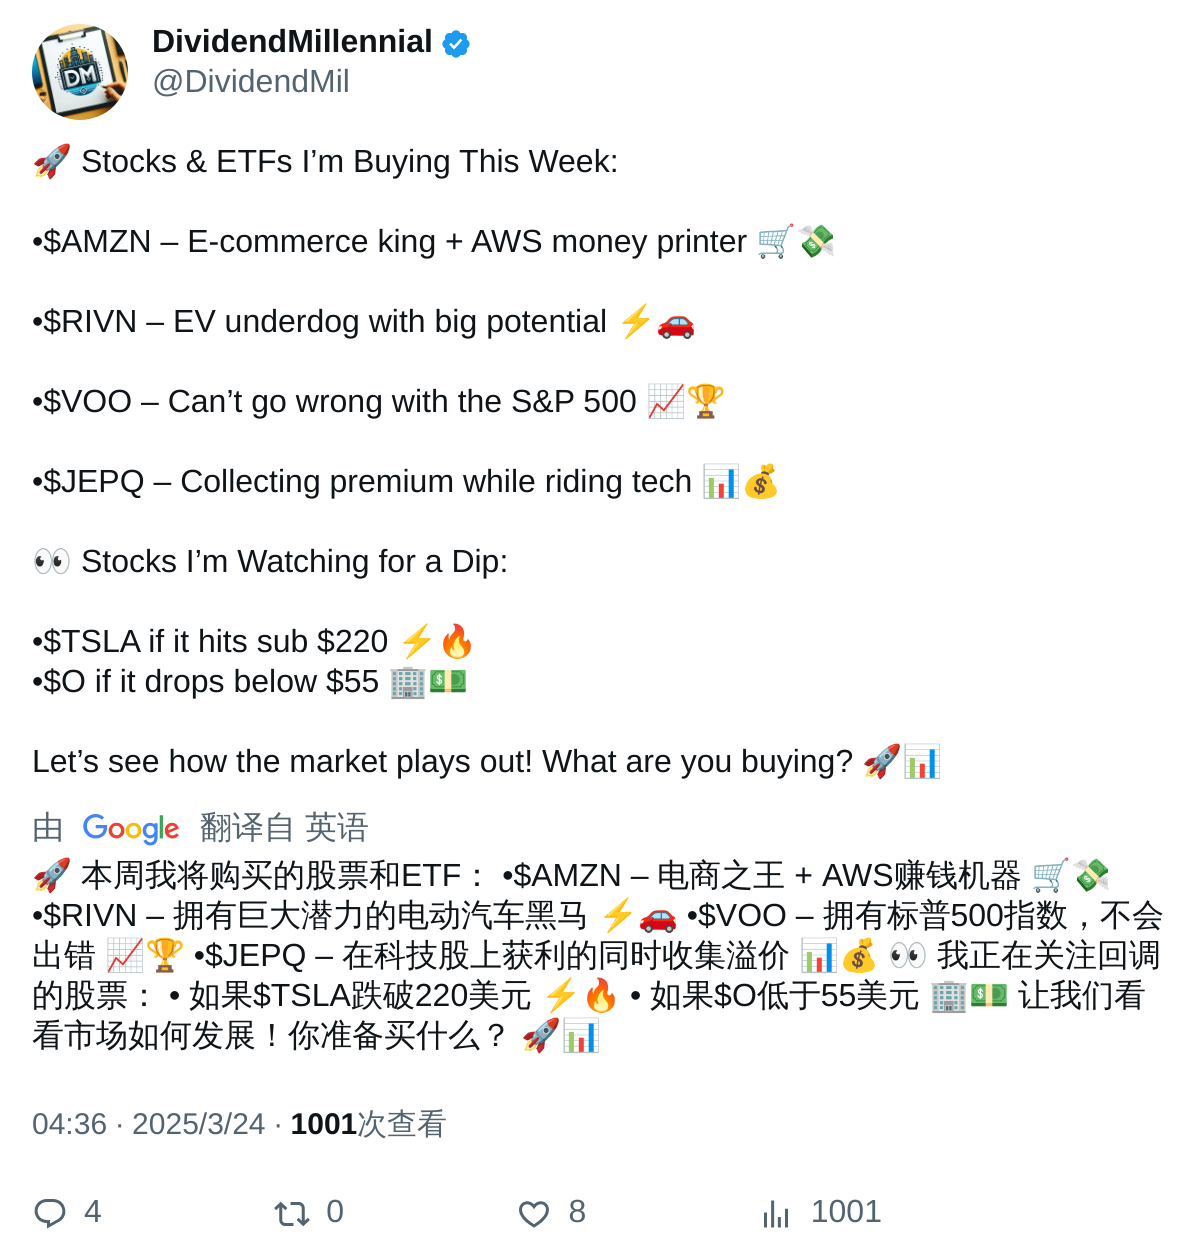 DividendMillennial
@DividendMil
🚀 Stocks & ETFs I’m Buying This Week:
•$AMZN – E-commerce king + AWS money printer 🛒💸
•$RIVN – EV underdog with big potential ⚡🚗
•$VOO – Can’t go wrong with the S&P 500 📈🏆
•$JEPQ – Collecting premium while riding tech 📊💰
👀 Stocks I’m Watching for a Dip:
•$TSLA if it hits sub $220 ⚡🔥
•$O if it drops below $55 🏢💵
Let’s see how the market plays out! What are you buying? 🚀📊
由 Google 翻译自 英语
🚀 本周我将购买的股票和ETF： •$AMZN – 电商之王 + AWS赚钱机器 🛒💸
•$RIVN – 拥有巨大潜力的电动汽车黑马 ⚡🚗 •$VOO – 拥有标普500指数，不会
出错 📈🏆 •$JEPQ – 在科技股上获利的同时收集溢价 📊💰 👀 我正在关注回调
的股票： • 如果$TSLA跌破220美元 ⚡🔥 • 如果$O低于55美元 🏢💵 让我们看
看市场如何发展！你准备买什么？ 🚀📊
04:36 · 2025/3/24 · 1001次查看
4 0 8 1001